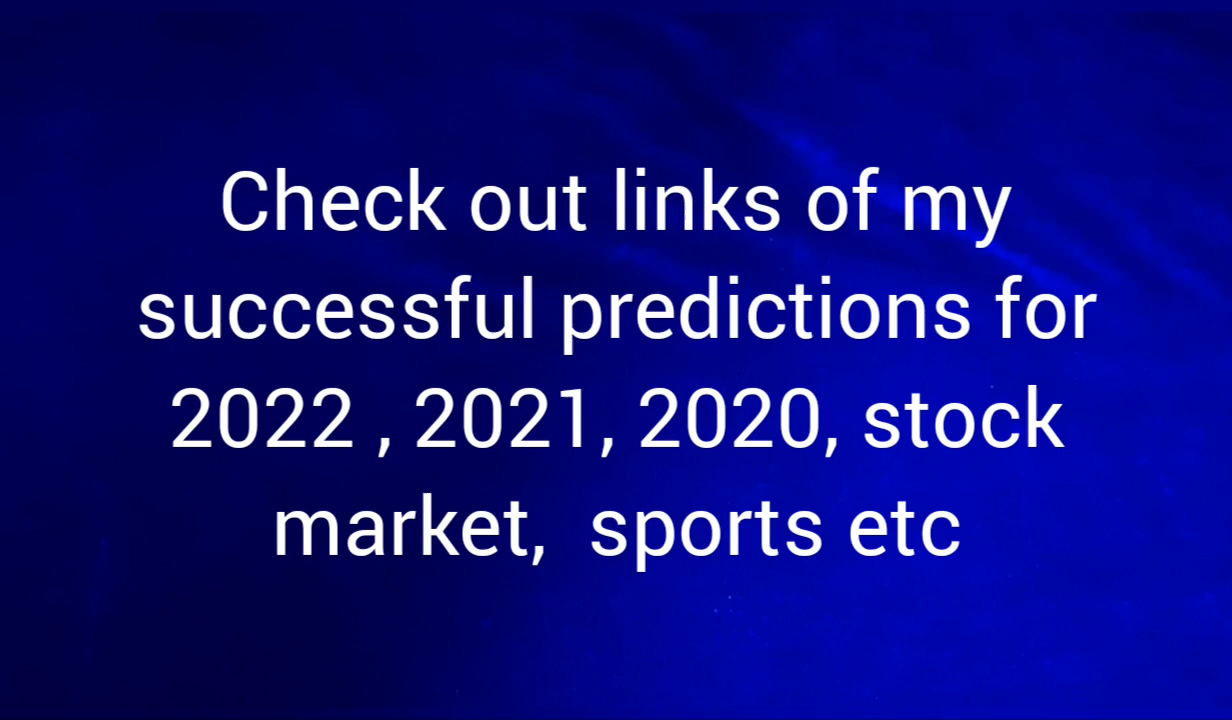 Check out links of my
successful predictions for
2022 , 2021, 2020, stock
market,  sports etc